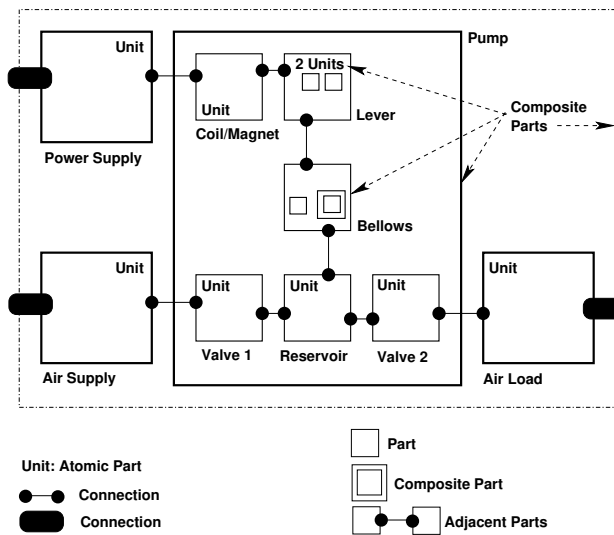 Unit
Pump
2 Units
Unit
Coil/Magnet
Lever
Power Supply
Composite
Parts
Bellows
Unit
Unit
Unit
Unit
Unit
Valve 1
Reservoir
Valve 2
Air Supply
Air Load
Unit: Atomic Part
Connection
Connection
Part
Composite Part
Adjacent Parts